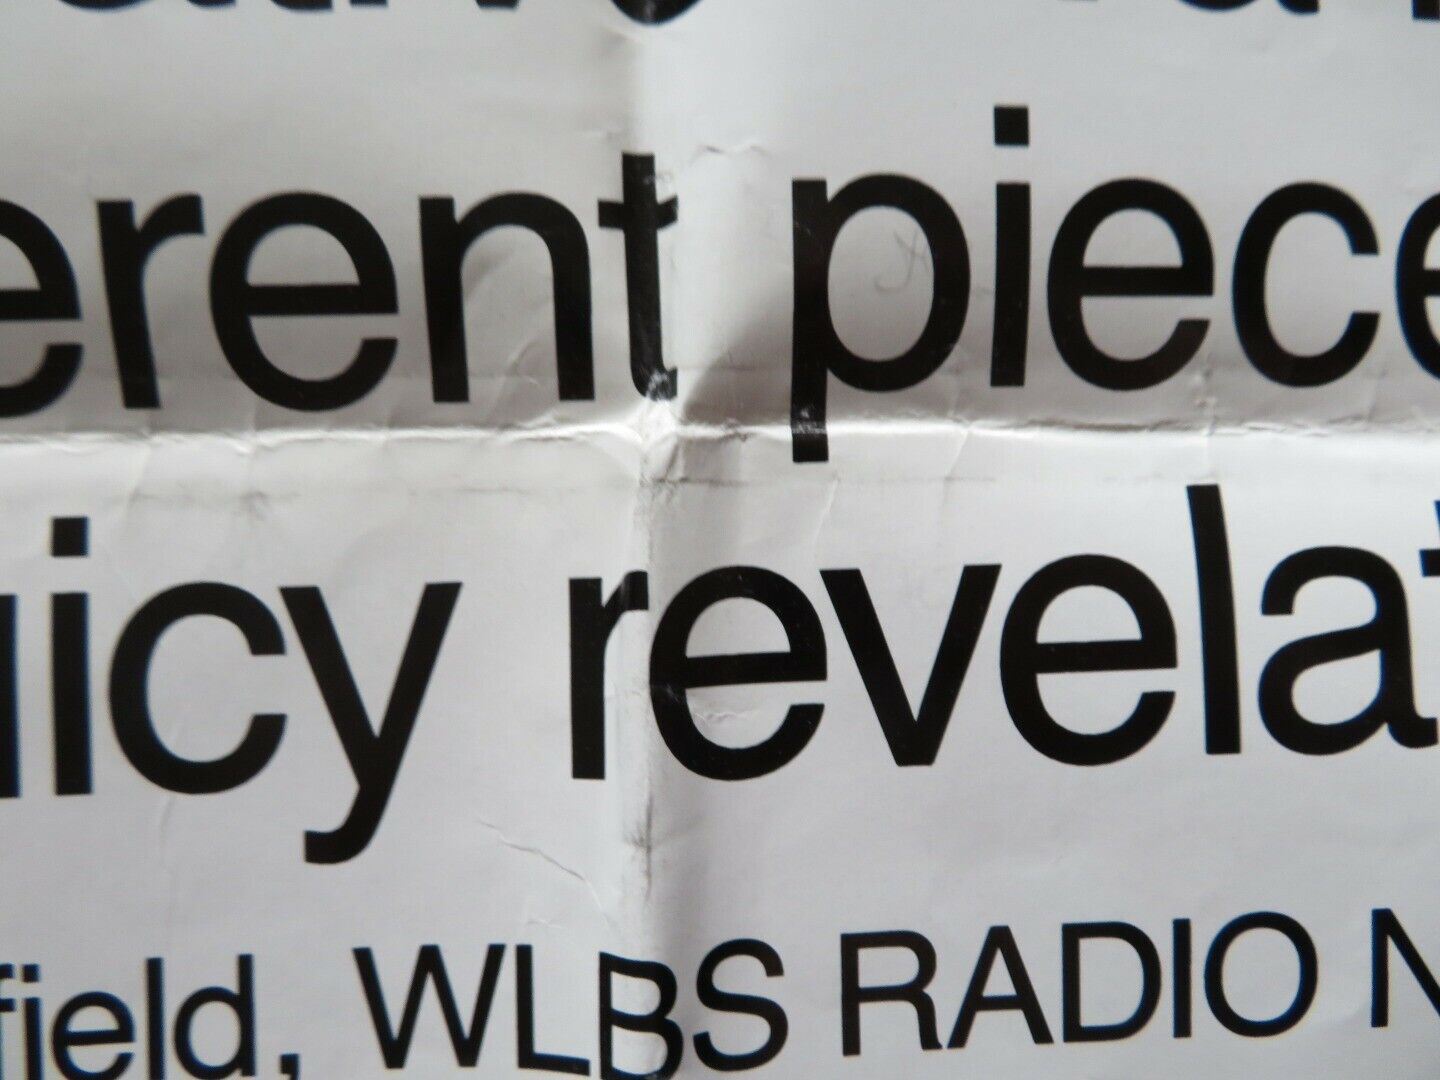 erent piece
uicy revelat
field, WLBS RADIO N